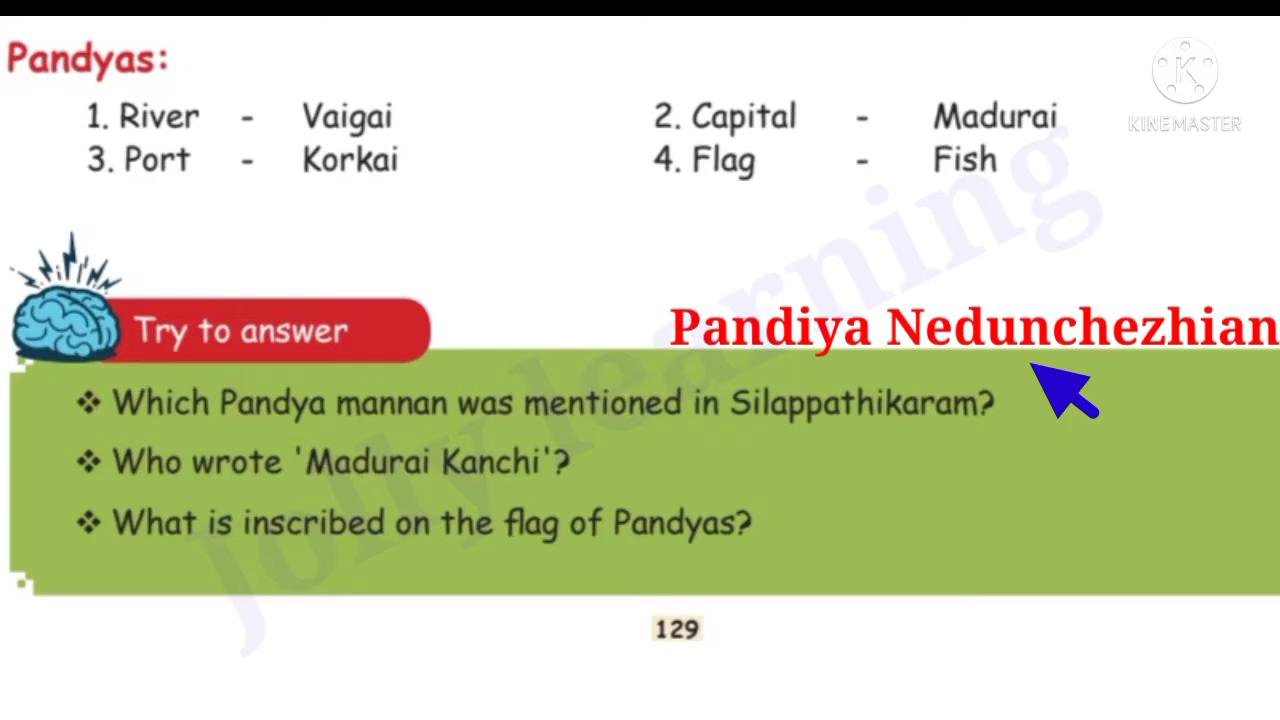 Pandyas:
1. River - Vaigai 2. Capital - Madurai
3. Port - Korkai 4. Flag - Fish
KINEMASTER
Try to answer
Pandiya Nedunchezhian
❖ Which Pandya mannan was mentioned in Silappathikaram?
❖ Who wrote 'Madurai Kanchi'?
❖ What is inscribed on the flag of Pandyas?
Jolly learning
129